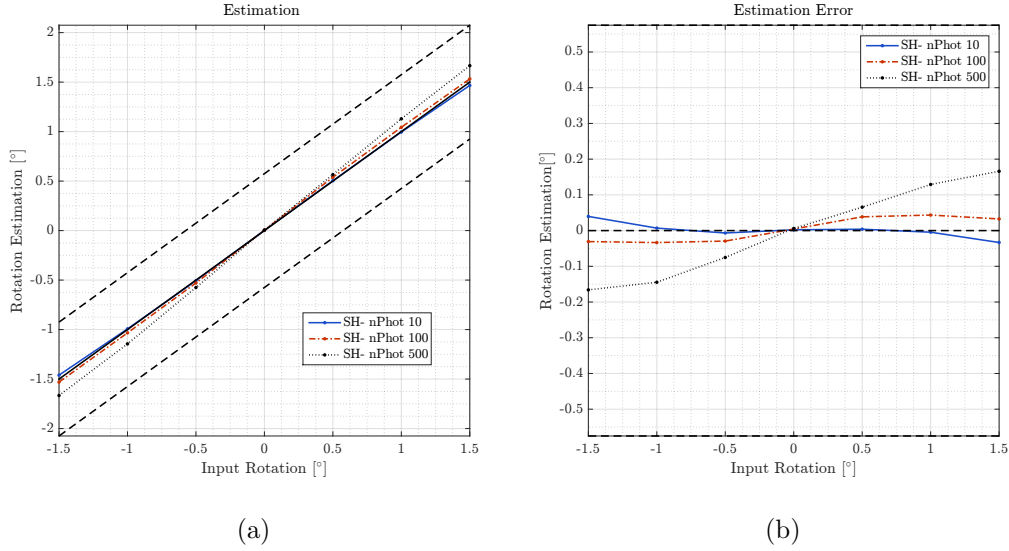 Estimation
2
1.5
1
0.5
0
-0.5
-1
-1.5
-2
Rotation Estimation [°]
SH- nPhot 10
SH- nPhot 100
SH- nPhot 500
-1.5 -1 -0.5 0 0.5 1 1.5
Input Rotation [°]
(a)
Estimation Error
0.5
0.4
0.3
0.2
0.1
0
-0.1
-0.2
-0.3
-0.4
-0.5
Rotation Estimation[°]
SH- nPhot 10
SH- nPhot 100
SH- nPhot 500
-1.5 -1 -0.5 0 0.5 1 1.5
Input Rotation [°]
(b)